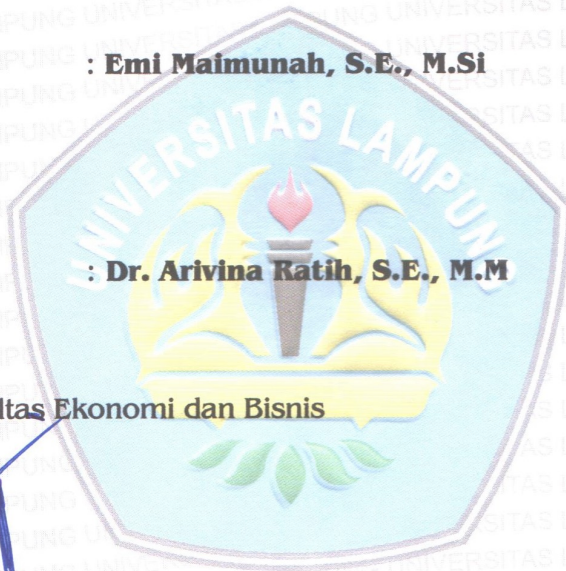 : Emi Maimunah, S.E., M.Si
UNIVERSITAS LAMPUNG
: Dr. Arivina Ratih, S.E., M.M
ltas Ekonomi dan Bisnis